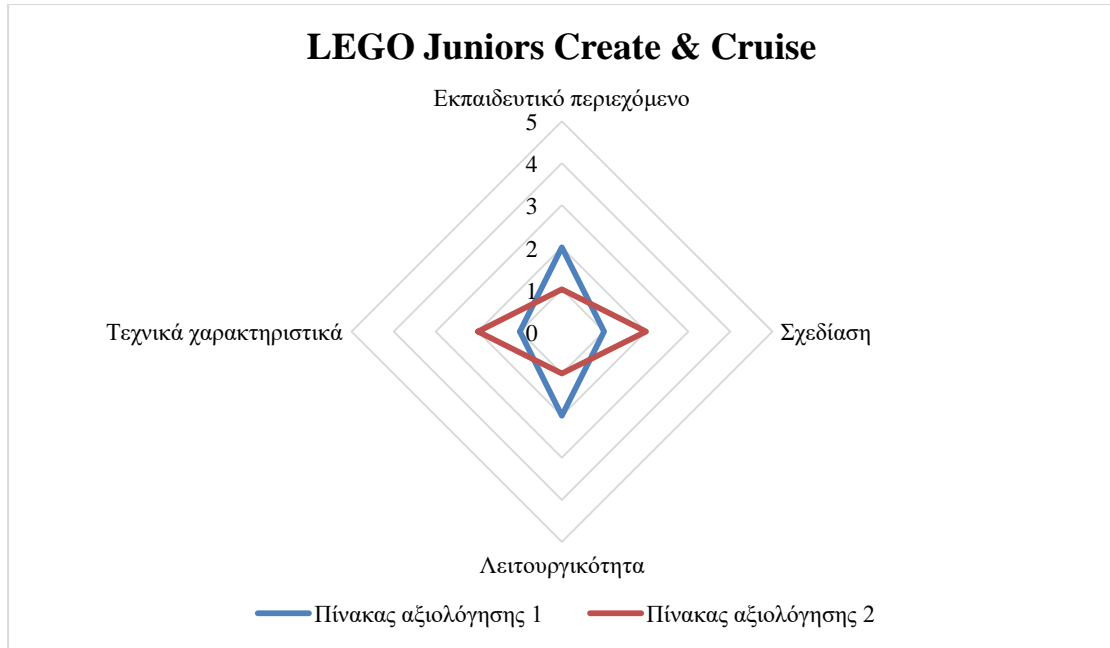 LEGO Juniors Create & Cruise
Εκπαιδευτικό περιεχόμενο
5
4
3
2
1
0
Τεχνικά χαρακτηριστικά
Σχεδίαση
Λειτουργικότητα
Πίνακας αξιολόγησης 1
Πίνακας αξιολόγησης 2